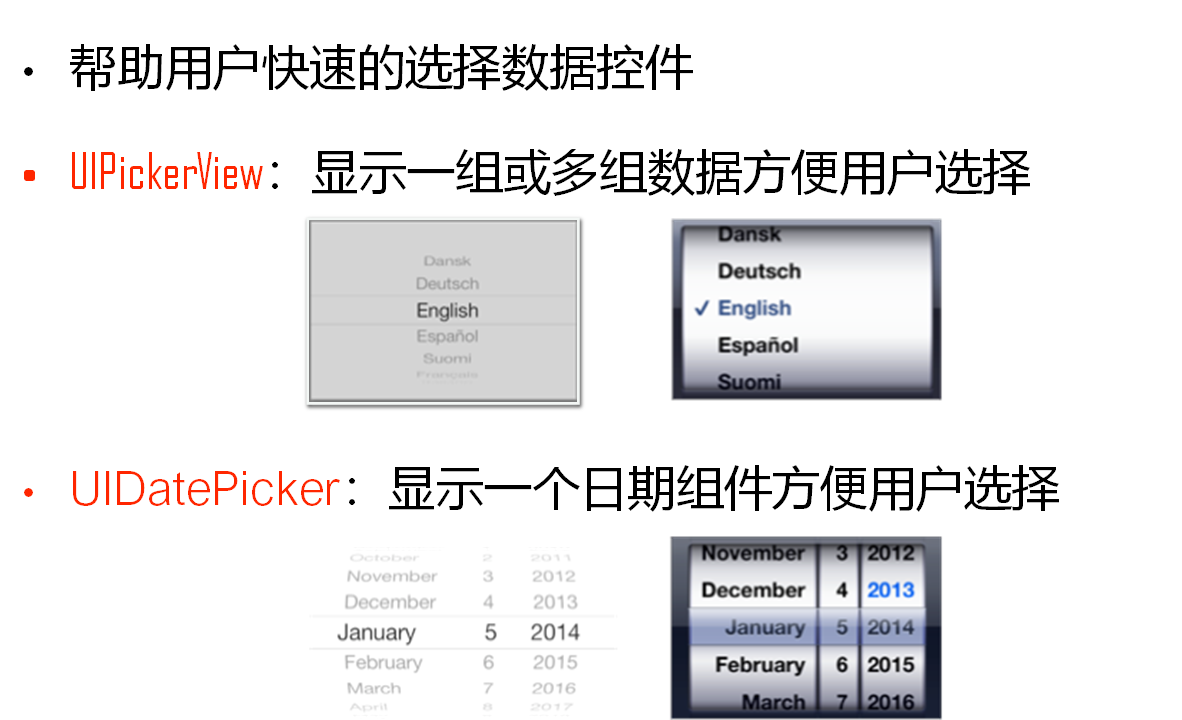 • 帮助用户快速的选择数据控件
• UIPickerView：显示一组或多组数据方便用户选择
Dansk
Deutsch
English
Español
Suomi
Français
Dansk
Deutsch
✓ English
Español
Suomi
• UIDatePicker：显示一个日期组件方便用户选择
October 2 2011
November 3 2012
December 4 2013
January 5 2014
February 6 2015
March 7 2016
April 8 2017
November 3 2012
December 4 2013
January 5 2014
February 6 2015
March 7 2016